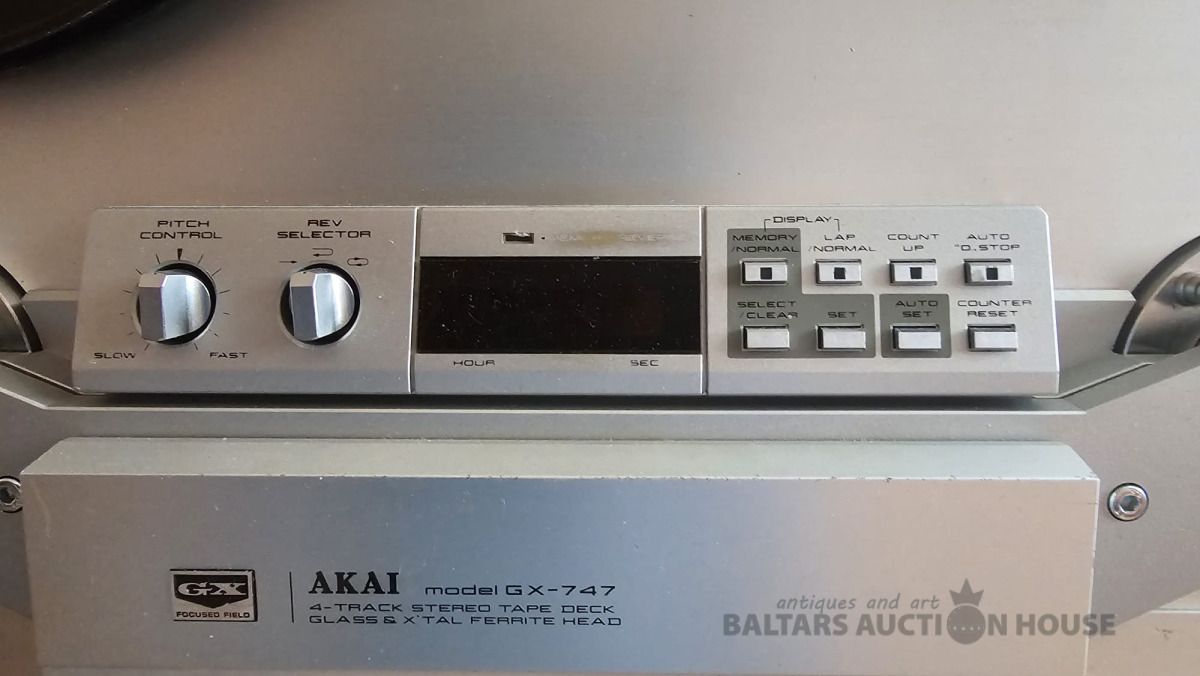 PITCH
CONTROL
SLOW
FAST
REV
SELECTOR
HOUR
SEC
DISPLAY
MEMORY
/NORMAL
LAP
/NORMAL
COUNT
UP
AUTO
"O.STOP
SELECT
/CLEAR
SET
AUTO
SET
COUNTER
RESET
GX
FOCUSED FIELD
AKAI model GX-747
4-TRACK STEREO TAPE DECK
GLASS & X'TAL FERRITE HEAD
antiques and art
BALTARS AUCTION HOUSE